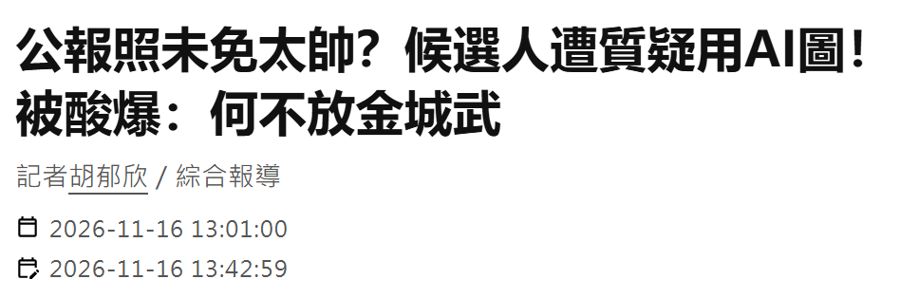 公報照未免太帥？候選人遭質疑用AI圖！
被酸爆：何不放金城武
記者胡郁欣 / 綜合報導
2026-11-16 13:01:00
2026-11-16 13:42:59